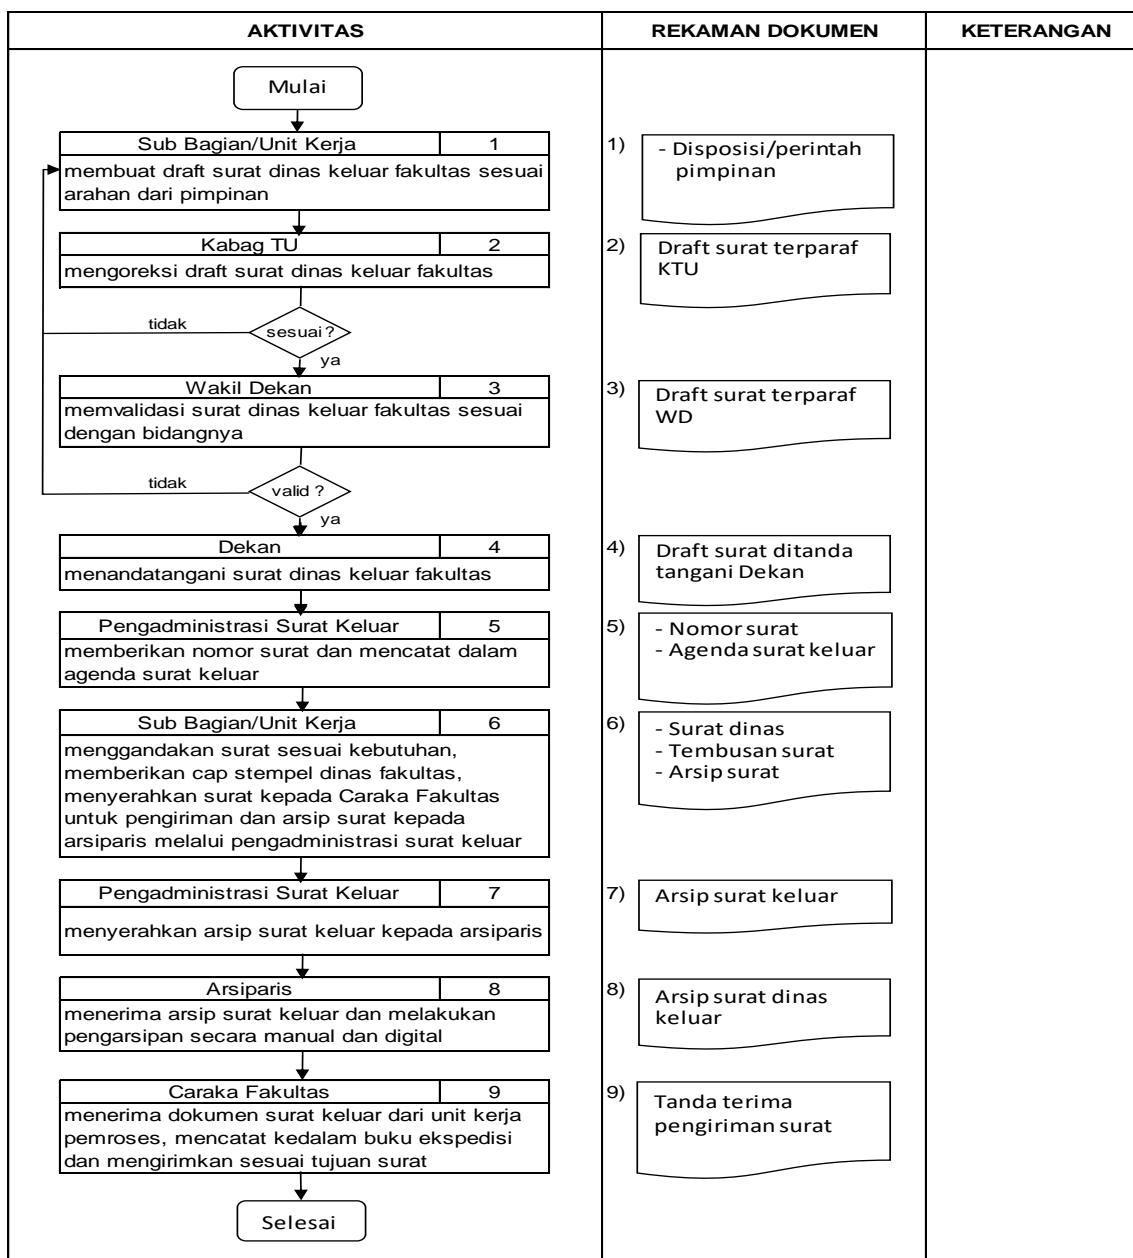 AKTIVITAS
REKAMAN DOKUMEN
KETERANGAN
Mulai
Sub Bagian/Unit Kerja
1
membuat draft surat dinas keluar fakultas sesuai
arahan dari pimpinan
1)
- Disposisi/perintah
pimpinan
Kabag TU
2
mengoreksi draft surat dinas keluar fakultas
2)
Draft surat terparaf
KTU
tidak
sesuai ?
ya
Wakil Dekan
3
memvalidasi surat dinas keluar fakultas sesuai
dengan bidangnya
3)
Draft surat terparaf
WD
tidak
valid ?
ya
Dekan
4
menandatangani surat dinas keluar fakultas
4)
Draft surat ditanda
tangani Dekan
Pengadministrasi Surat Keluar
5
memberikan nomor surat dan mencatat dalam
agenda surat keluar
5)
- Nomor surat
- Agenda surat keluar
Sub Bagian/Unit Kerja
6
menggandakan surat sesuai kebutuhan,
memberikan cap stempel dinas fakultas,
menyerahkan surat kepada Caraka Fakultas
untuk pengiriman dan arsip surat kepada
arsiparis melalui pengadministrasi surat keluar
6)
- Surat dinas
- Tembusan surat
- Arsip surat
Pengadministrasi Surat Keluar
7
menyerahkan arsip surat keluar kepada arsiparis
7)
Arsip surat keluar
Arsiparis
8
menerima arsip surat keluar dan melakukan
pengarsipan secara manual dan digital
8)
Arsip surat dinas
keluar
Caraka Fakultas
9
menerima dokumen surat keluar dari unit kerja
pemroses, mencatat kedalam buku ekspedisi
dan mengirimkan sesuai tujuan surat
9)
Tanda terima
pengiriman surat
Selesai